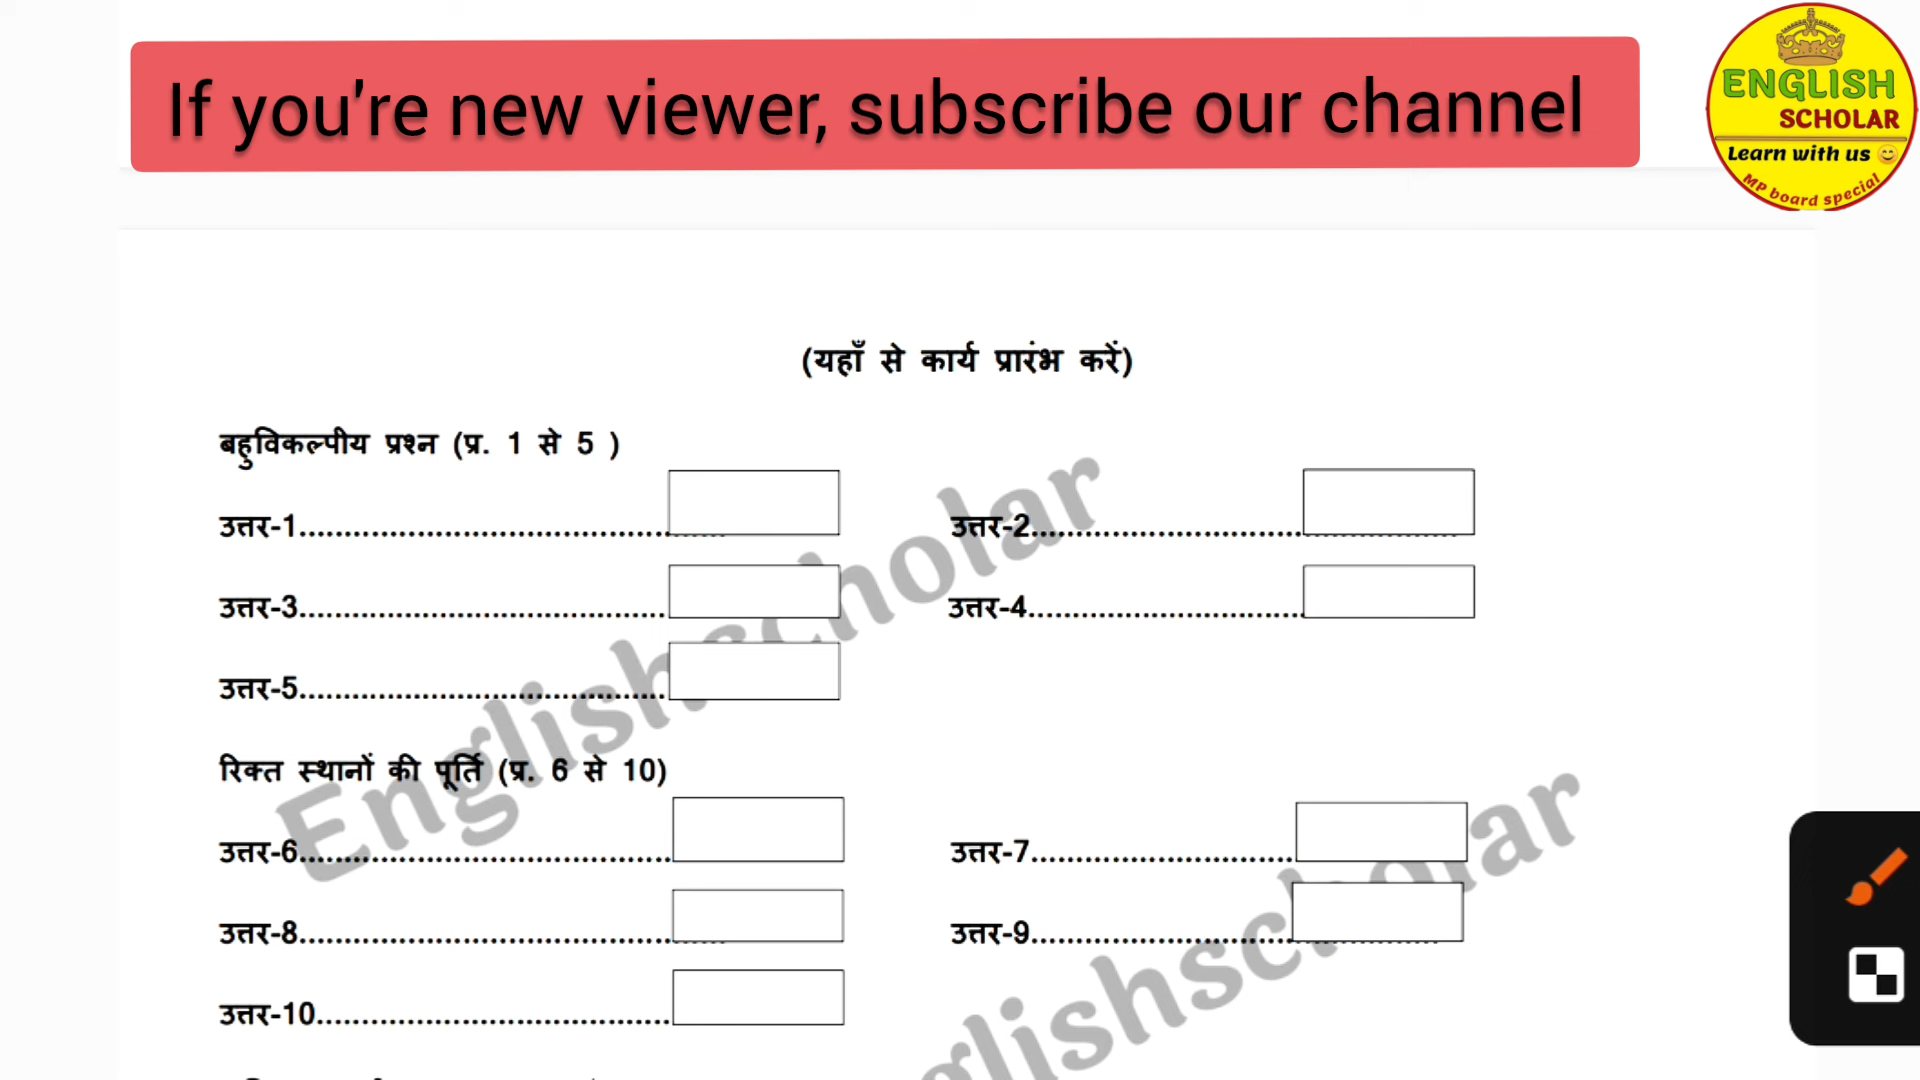 If you're new viewer, subscribe our channel
ENGLISH
SCHOLAR
Learn with us 😊
MP board special
(यहाँ से कार्य प्रारंभ करें)
बहुविकल्पीय प्रश्न (प्र. 1 से 5 )
उत्तर-1................................................ उत्तर-2................................................
उत्तर-3......................................... उत्तर-4...............................
उत्तर-5.........................................
रिक्त स्थानों की पूर्ति (प्र. 6 से 10)
उत्तर-6......................................... उत्तर-7.............................
उत्तर-8................................................ उत्तर-9..............................................
उत्तर-10.......................................
Englishscholar
glishscholar